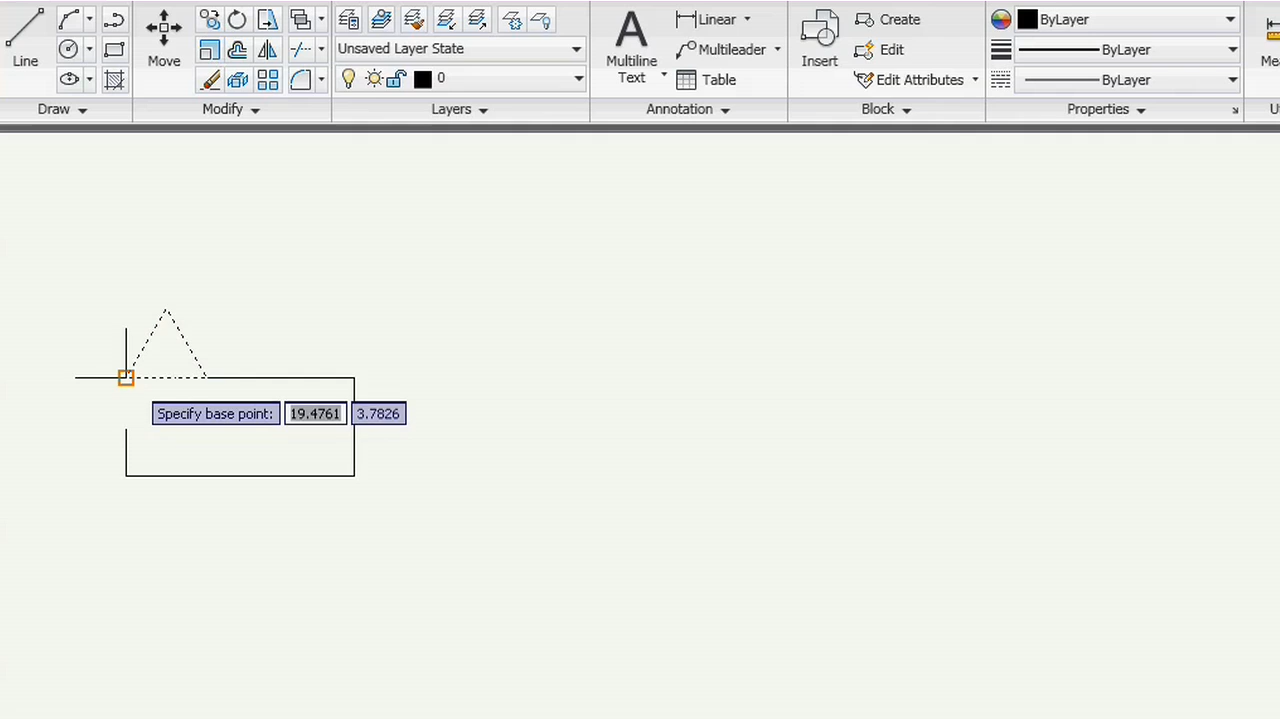 Line
Move
Unsaved Layer State
0
A
Multiline
Text
Linear
Multileader
Table
Insert
Create
Edit
Edit Attributes
ByLayer
ByLayer
ByLayer
Draw
Modify
Layers
Annotation
Block
Properties
Specify base point: 19.4761 3.7826